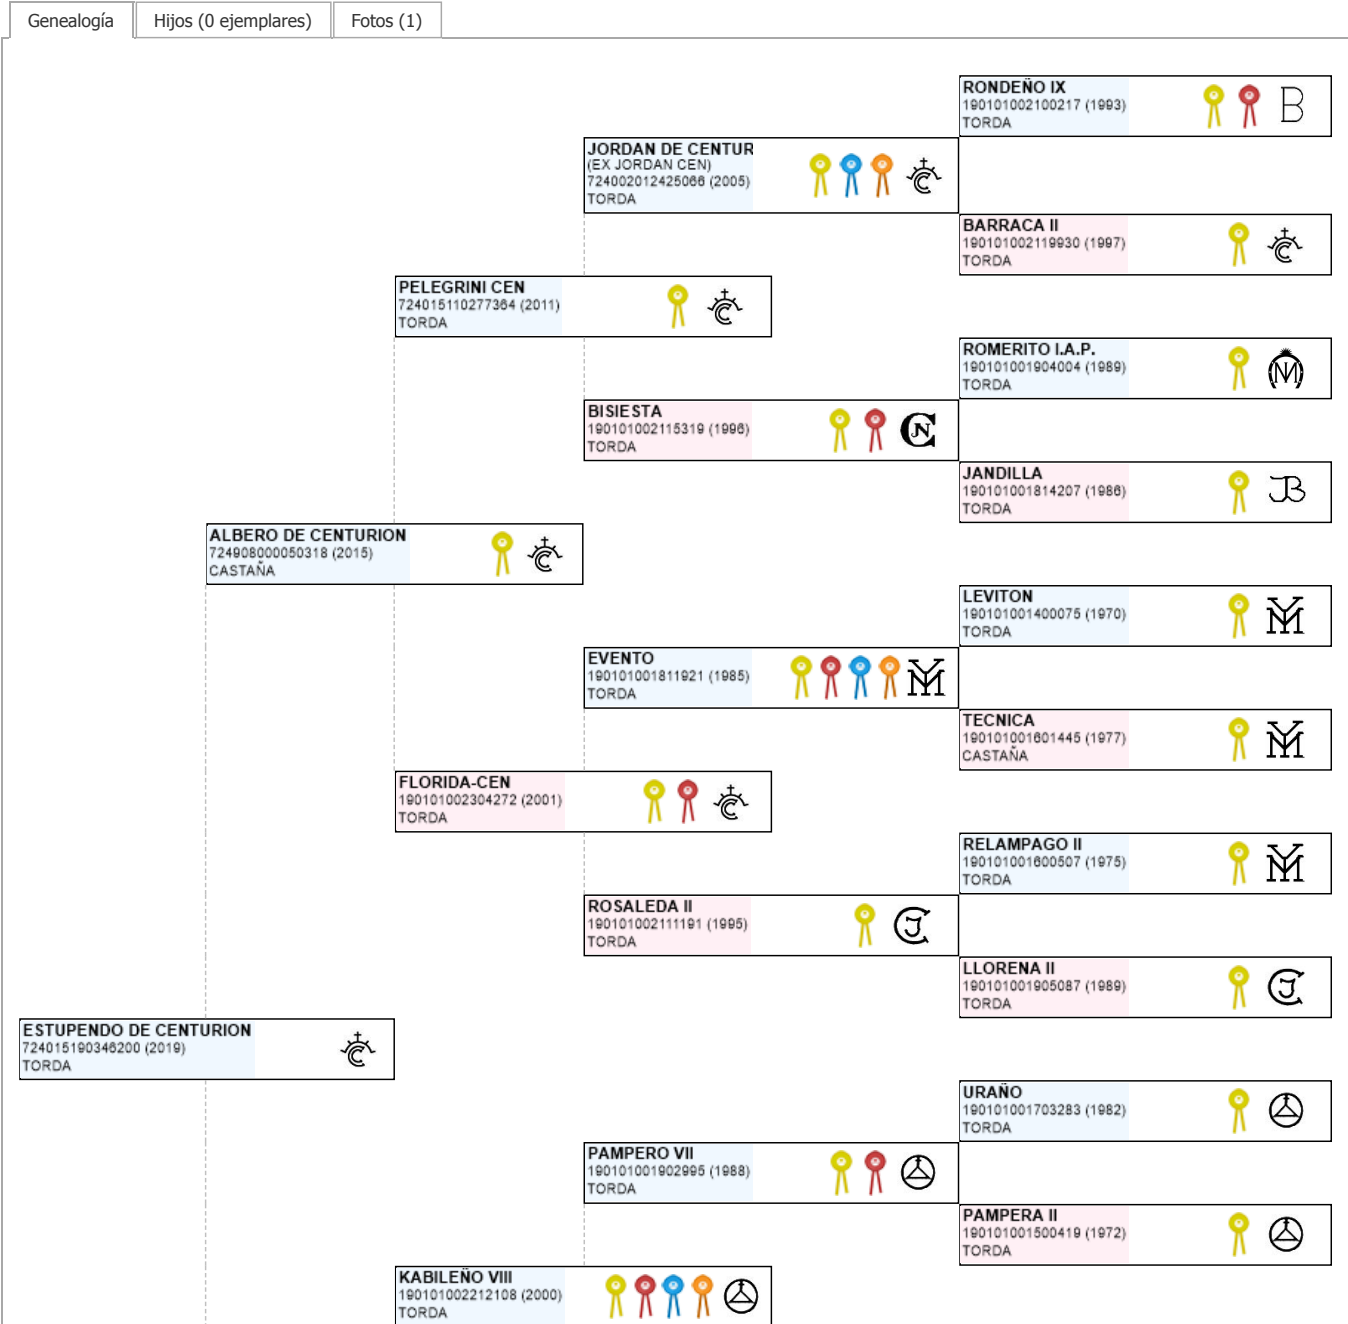 Genealogía
Hijos (0 ejemplares)
Fotos (1)
RONDEÑO IX
190101002100217 (1993)
TORDA
B
JORDAN DE CENTUR
(EX JORDAN CEN)
724002012425066 (2005)
TORDA
BARRACA II
190101002119930 (1997)
TORDA
PELEGRINI CEN
724015110277364 (2011)
TORDA
ROMERITO I.A.P.
190101001904004 (1989)
TORDA
BISIESTA
190101002115319 (1996)
TORDA
JANDILLA
190101001814207 (1986)
TORDA
ALBERO DE CENTURION
724908000050318 (2015)
CASTAÑA
LEVITON
190101001400075 (1970)
TORDA
EVENTO
190101001811921 (1985)
TORDA
TECNICA
190101001601445 (1977)
CASTAÑA
FLORIDA-CEN
190101002304272 (2001)
TORDA
RELAMPAGO II
190101001600507 (1975)
TORDA
ROSALEDA II
190101002111191 (1995)
TORDA
LLORENA II
190101001905087 (1989)
TORDA
ESTUPENDO DE CENTURION
724015190346200 (2019)
TORDA
URAÑO
190101001703283 (1982)
TORDA
PAMPERO VII
190101001902995 (1988)
TORDA
PAMPERA II
190101001500419 (1972)
TORDA
KABILEÑO VIII
190101002212108 (2000)
TORDA